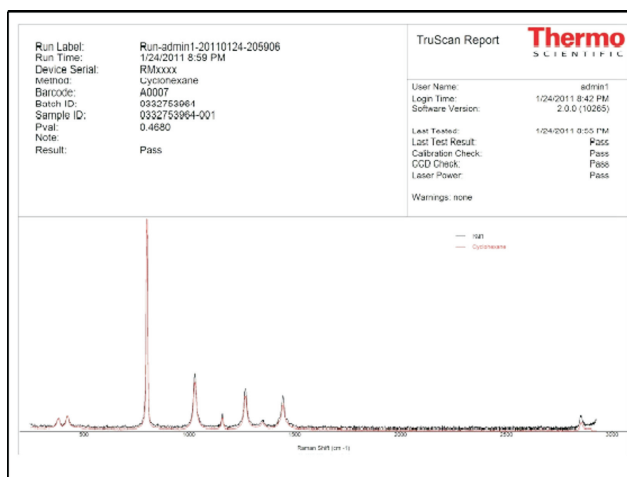 Run Label: Run-admin1-20110124-205906
Run Time: 1/24/2011 8:59 PM
Device Serial: RMxxxx
Method: Cyclohexane
Barcode: A0007
Batch ID: 0332753964
Sample ID: 0332753964-001
Pval: 0.4680
Note:
Result: Pass
TruScan Report
Thermo
SCIENTIFIC
User Name: admin1
Login Time: 1/24/2011 8:42 PM
Software Version: 2.0.0 (10265)
Last Tested: 1/24/2011 8:55 PM
Last Test Result: Pass
Calibration Check: Pass
CCD Check: Pass
Laser Power: Pass
Warnings: none
run
Cyclohexane
500 1000 1500 2000 2500 3000
Raman Shift (cm -1)